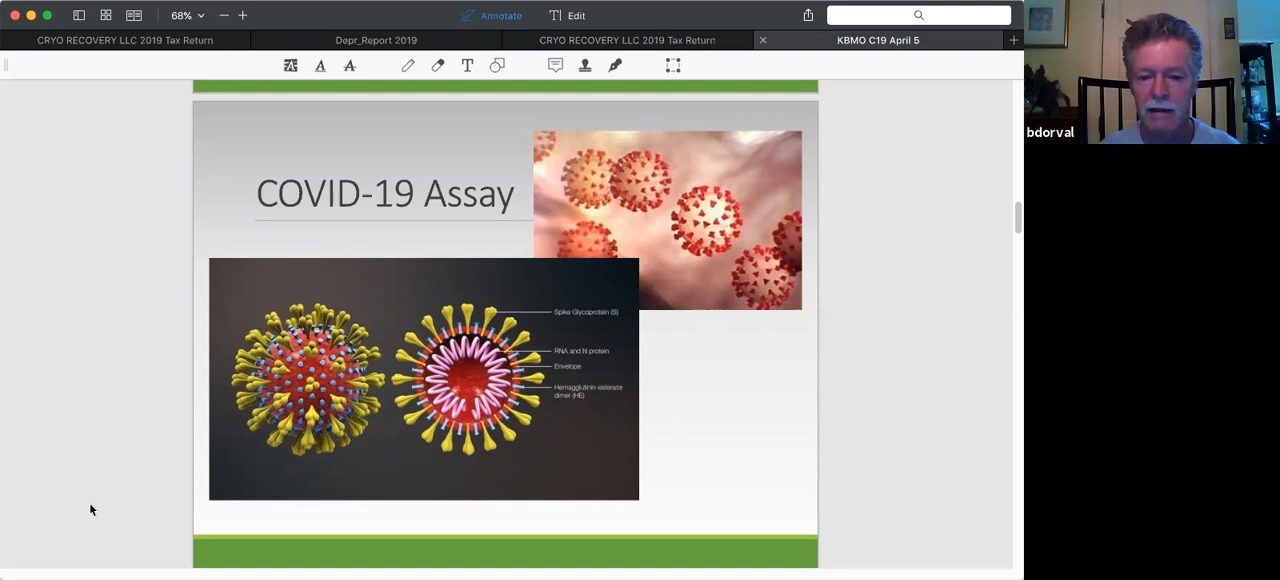 68%
Annotate
Edit
CRYO RECOVERY LLC 2019 Tax Return
Depr_Report 2019
CRYO RECOVERY LLC 2019 Tax Return
KBMO C19 April 5
bdorval
COVID-19 Assay
Spike Glycoprotein (S)
RNA and N protein
Envelope
Hemagglutinin-esterase
dimer (HE)